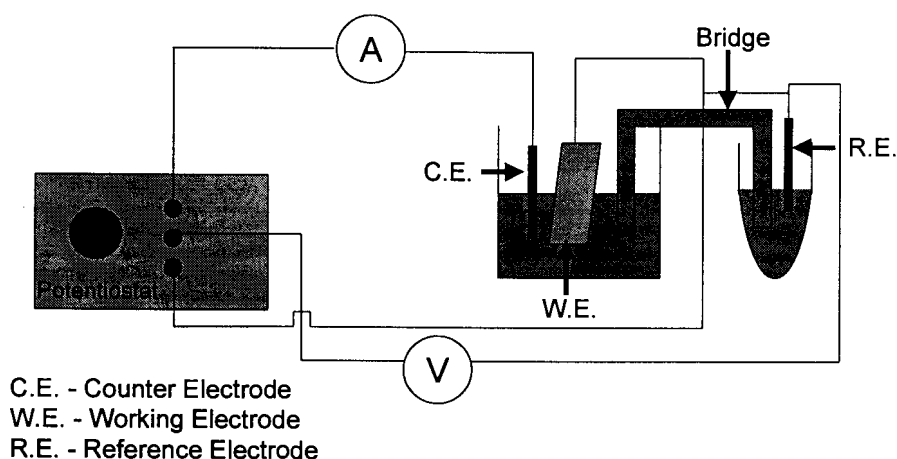 A
Bridge
C.E.
R.E.
Potentiostat
W.E.
V
C.E. - Counter Electrode
W.E. - Working Electrode
R.E. - Reference Electrode